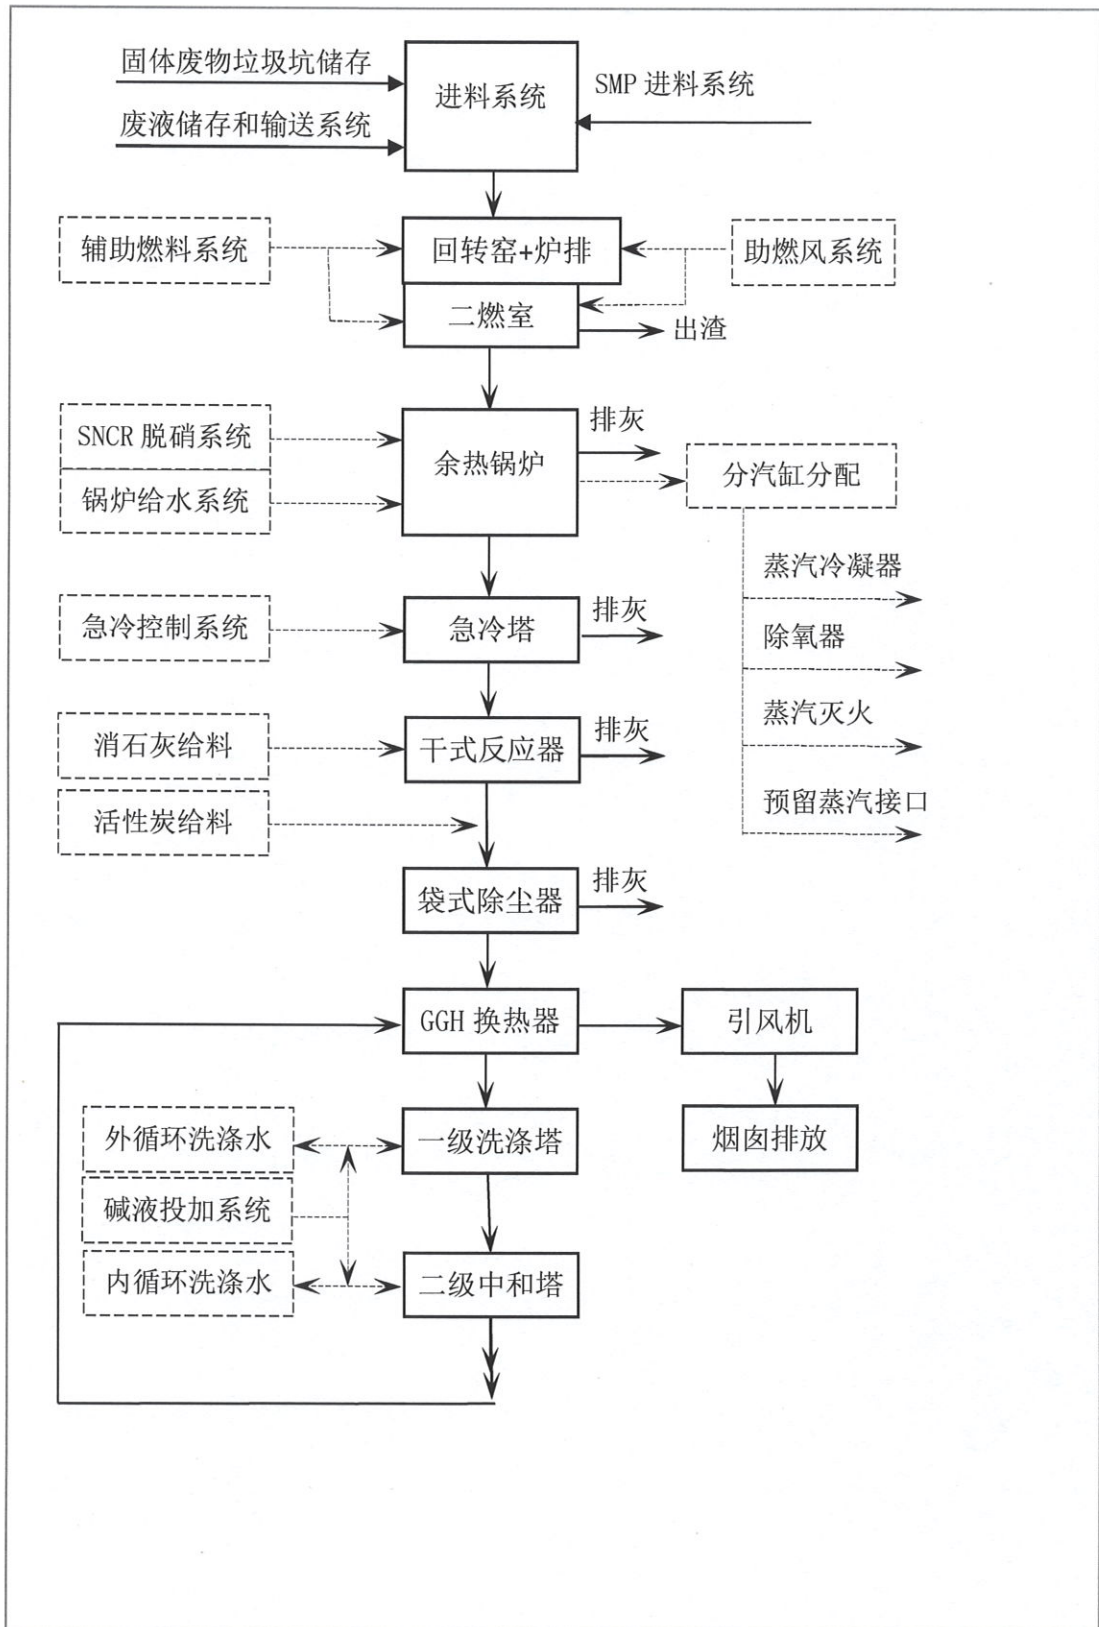 固体废物垃圾坑储存
进料系统
SMP 进料系统
废液储存和输送系统
辅助燃料系统
回转窑+炉排
助燃风系统
二燃室
出渣
SNCR 脱硝系统
排灰
余热锅炉
分汽缸分配
锅炉给水系统
蒸汽冷凝器
急冷控制系统
急冷塔
排灰
除氧器
蒸汽灭火
消石灰给料
干式反应器
排灰
预留蒸汽接口
活性炭给料
袋式除尘器
排灰
GGH 换热器
引风机
外循环洗涤水
一级洗涤塔
烟囱排放
碱液投加系统
内循环洗涤水
二级中和塔